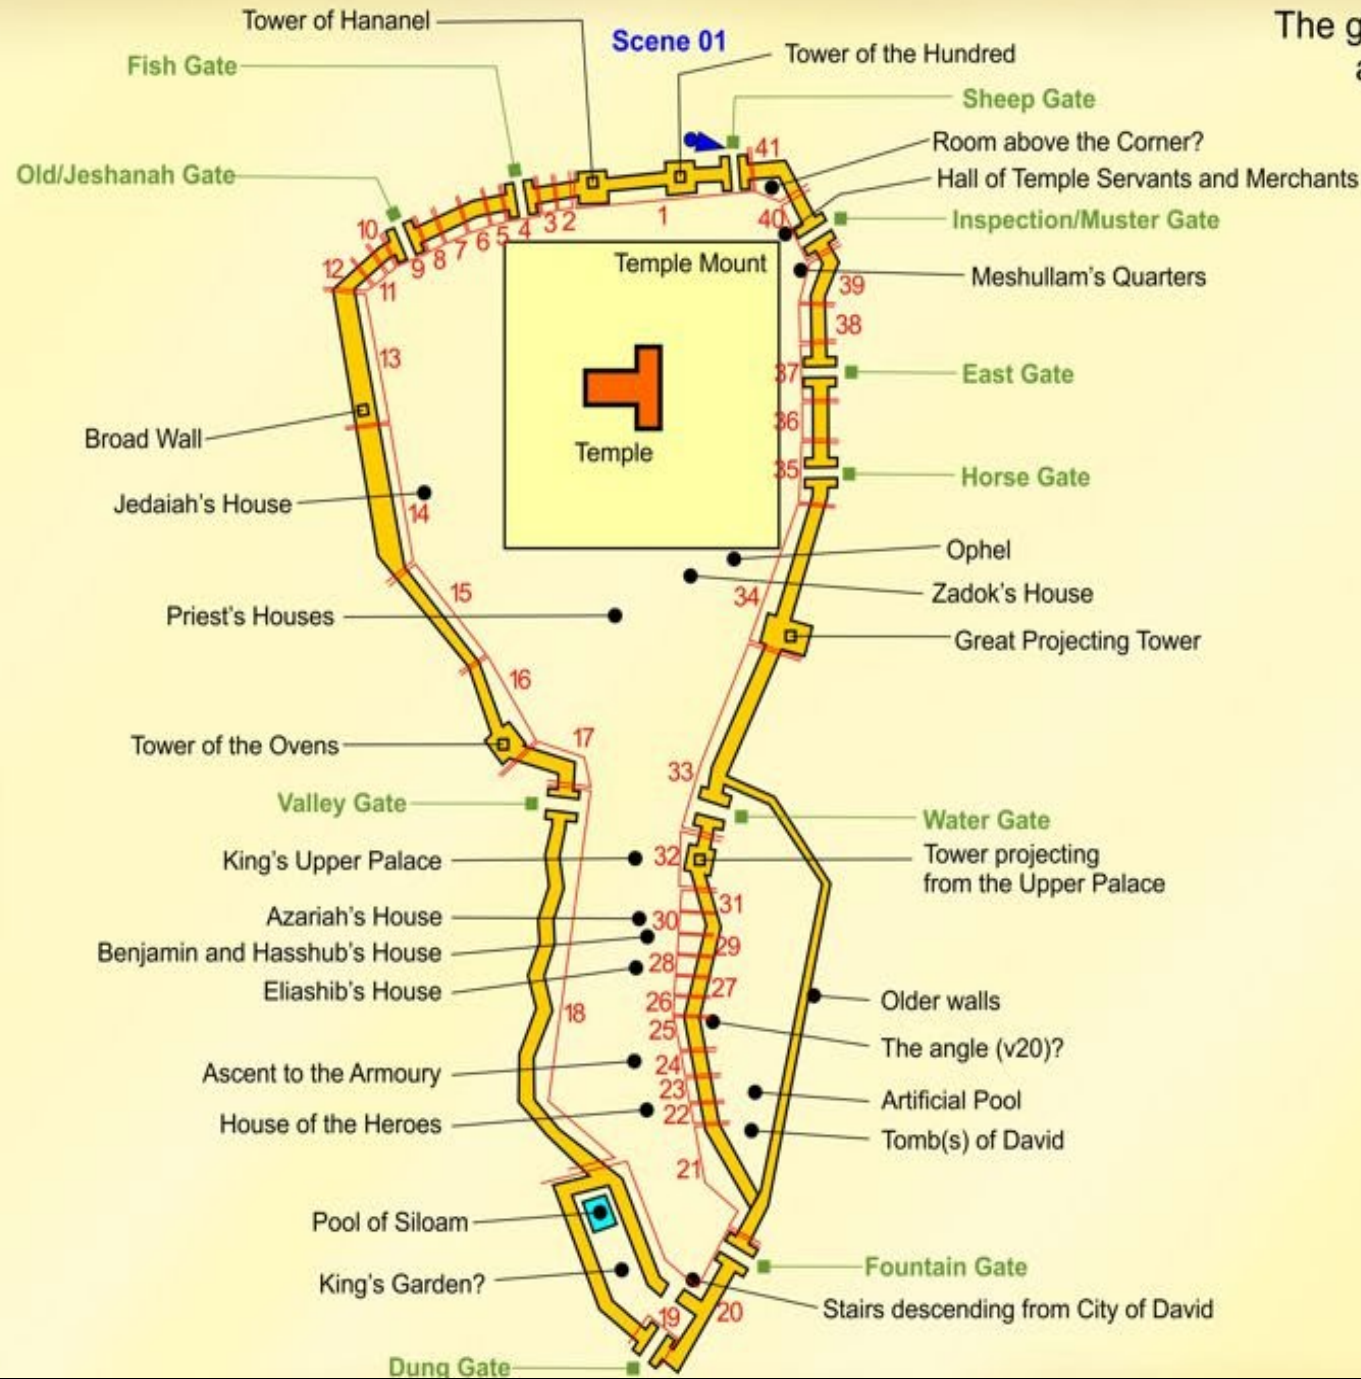 Tower of Hananel
The g
Scene 01
Tower of the Hundred
Fish Gate
a
Sheep Gate
Room above the Corner?
Old/Jeshanah Gate
Hall of Temple Servants and Merchants
Inspection/Muster Gate
Temple Mount
Meshullam's Quarters
East Gate
Broad Wall
Temple
Horse Gate
Jedaiah's House
Ophel
Zadok's House
Priest's Houses
Great Projecting Tower
Tower of the Ovens
Valley Gate
Water Gate
King's Upper Palace
Tower projecting
from the Upper Palace
Azariah's House
Benjamin and Hasshub's House
Eliashib's House
Older walls
The angle (v20)?
Ascent to the Armoury
Artificial Pool
House of the Heroes
Tomb(s) of David
Pool of Siloam
Fountain Gate
King's Garden?
Stairs descending from City of David
Dung Gate
1
2
3
4
5
6
7
8
9
10
11
12
13
14
15
16
17
18
19
20
21
22
23
24
25
26
27
28
29
30
31
32
33
34
35
36
37
38
39
40
41